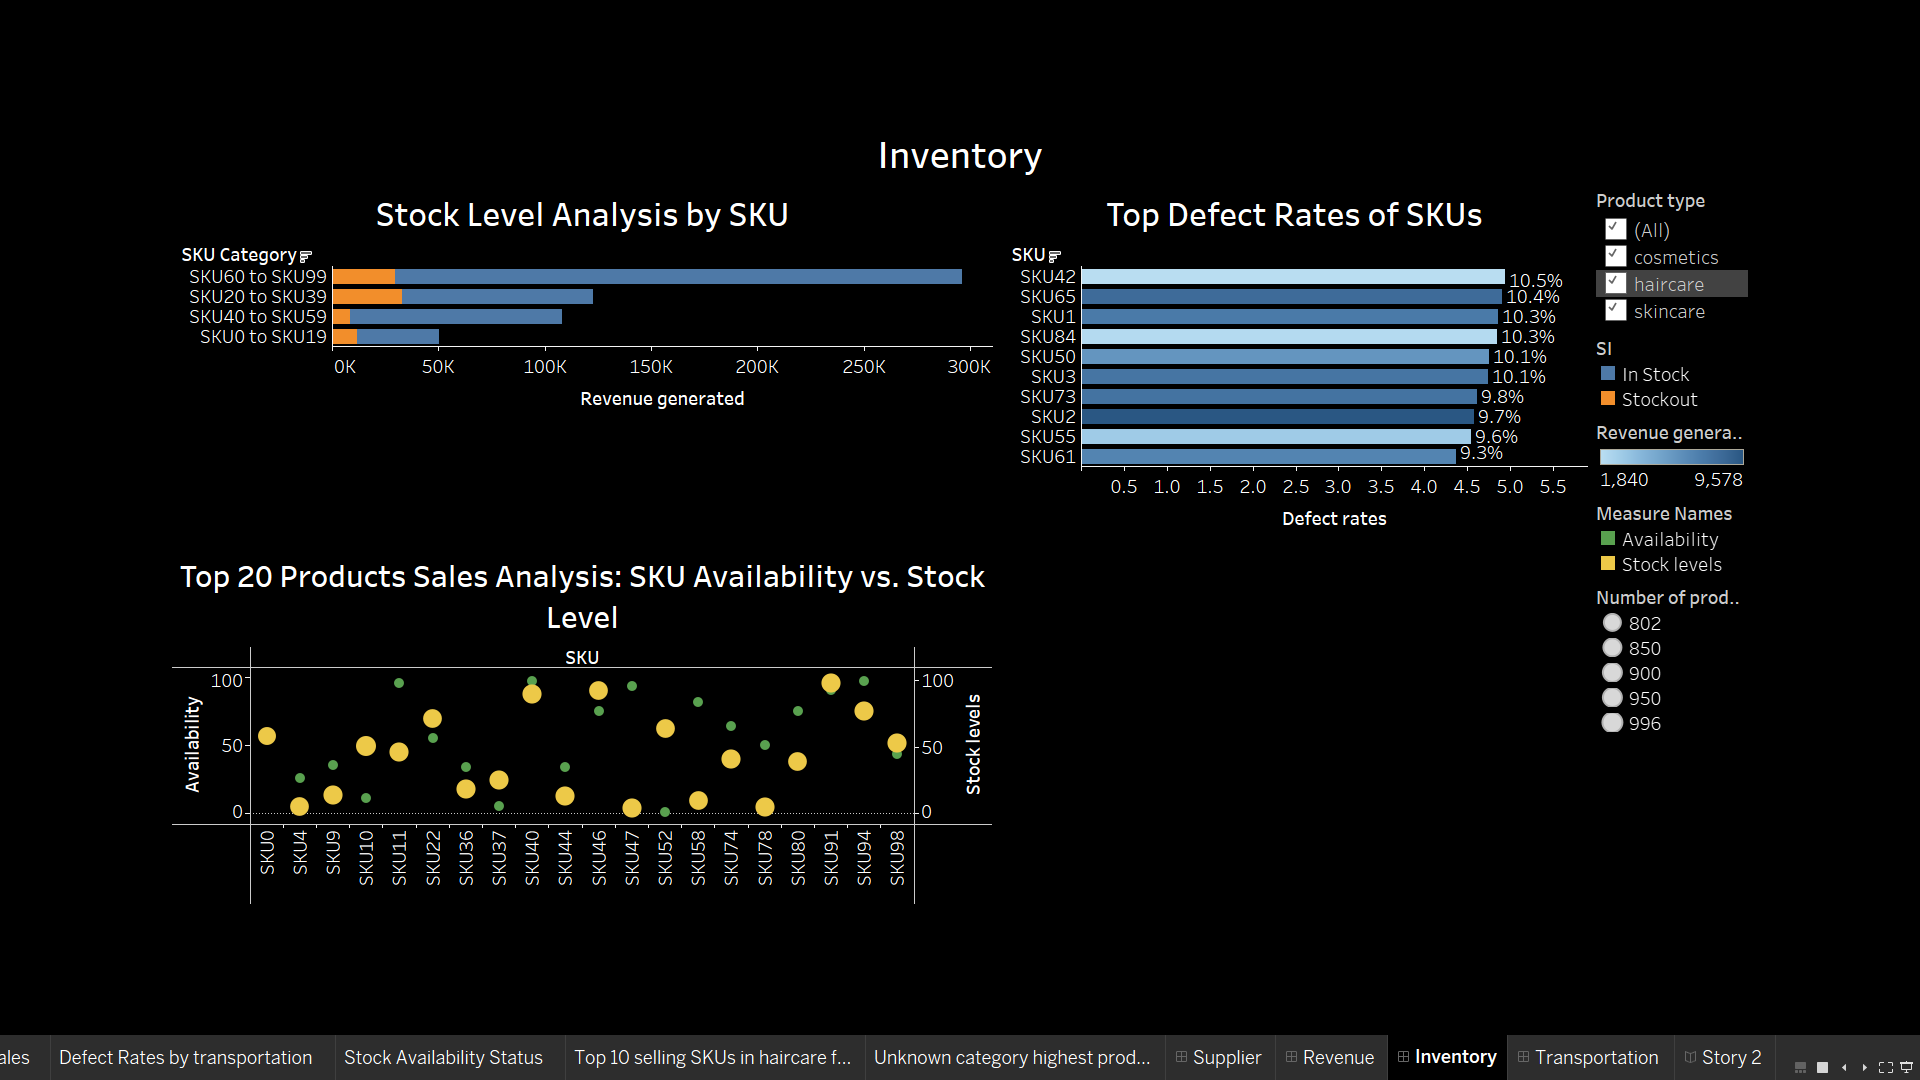 Inventory
Stock Level Analysis by SKU
SKU Category
SKU60 to SKU99
SKU20 to SKU39
SKU40 to SKU59
SKU0 to SKU19
0K 50K 100K 150K 200K 250K 300K
Revenue generated
Top Defect Rates of SKUs
SKU
SKU42 10.5%
SKU65 10.4%
SKU1 10.3%
SKU84 10.3%
SKU50 10.1%
SKU3 10.1%
SKU73 9.8%
SKU2 9.7%
SKU55 9.6%
SKU61 9.3%
0.5 1.0 1.5 2.0 2.5 3.0 3.5 4.0 4.5 5.0 5.5
Defect rates
Product type
(All)
cosmetics
haircare
skincare
SI
In Stock
Stockout
Revenue genera..
1,840 9,578
Measure Names
Availability
Stock levels
Number of prod..
802
850
900
950
996
Top 20 Products Sales Analysis: SKU Availability vs. Stock
Level
SKU
Availability
100
50
0
100
50
0
Stock levels
SKU0 SKU4 SKU9 SKU10 SKU11 SKU22 SKU36 SKU37 SKU40 SKU44 SKU46 SKU47 SKU52 SKU58 SKU74 SKU78 SKU80 SKU91 SKU94 SKU98
ales Defect Rates by transportation Stock Availability Status Top 10 selling SKUs in haircare f... Unknown category highest prod... Supplier Revenue Inventory Transportation Story 2